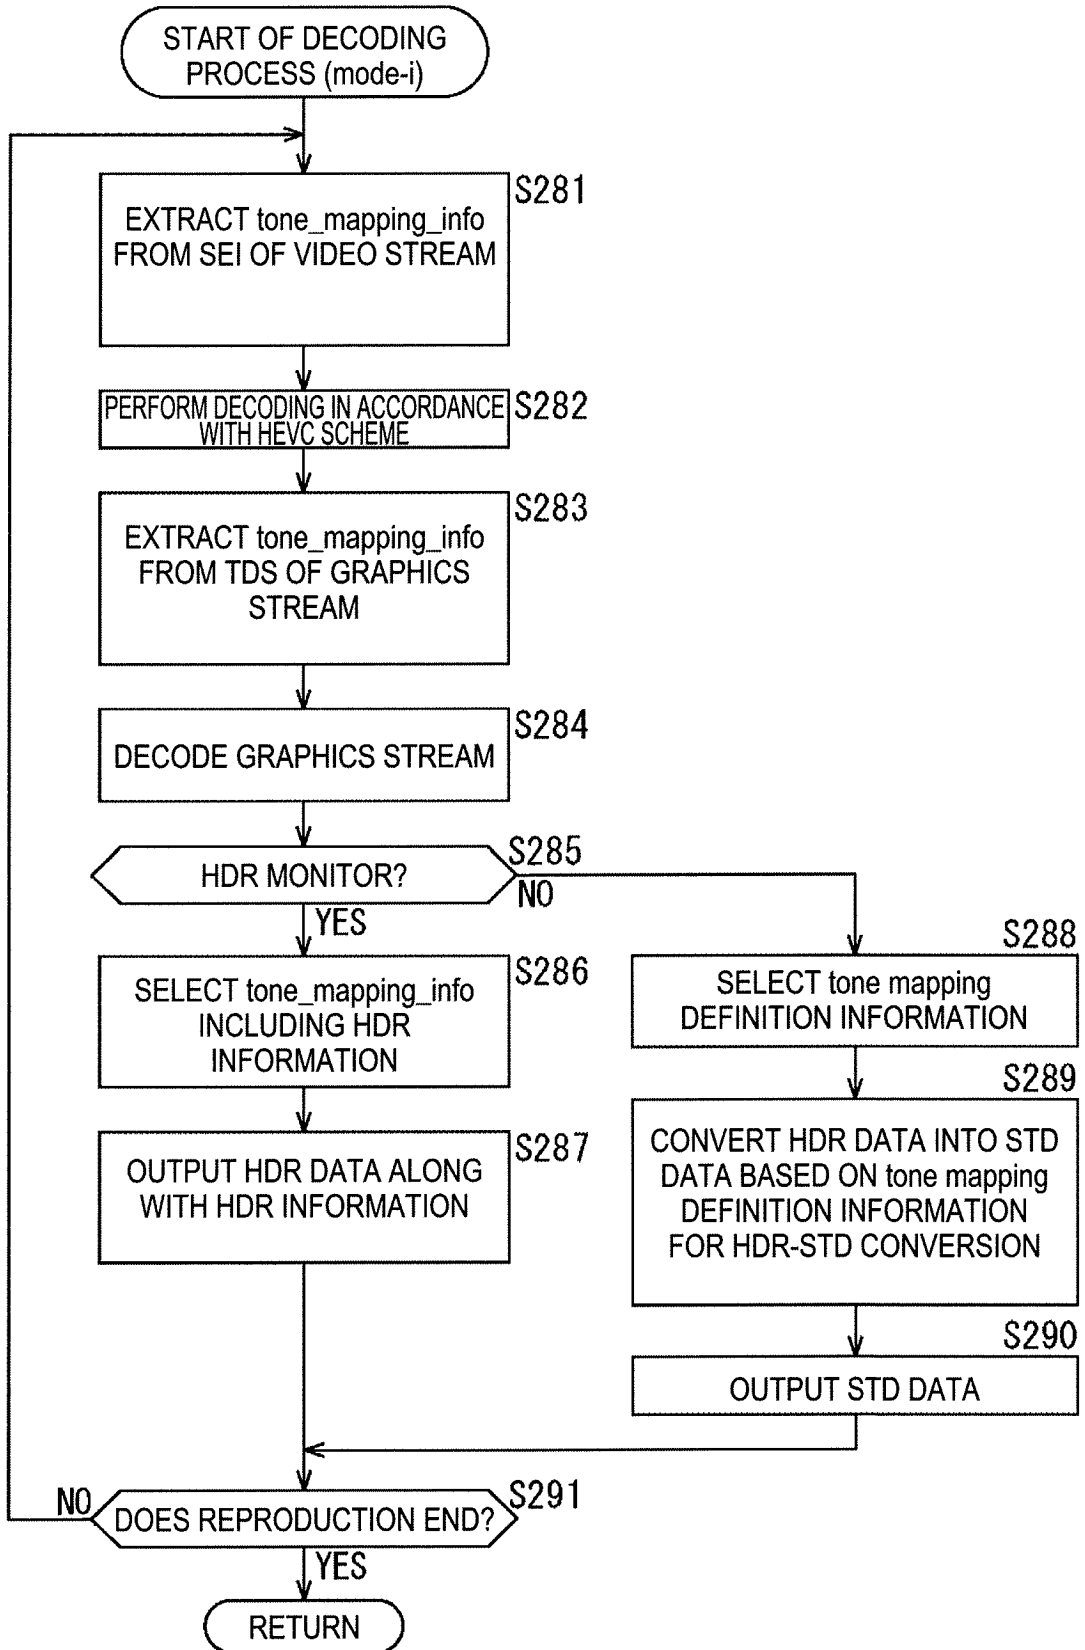 START OF DECODING
PROCESS (mode-i)
S281
EXTRACT tone_mapping_info
FROM SEI OF VIDEO STREAM
S282
PERFORM DECODING IN ACCORDANCE
WITH HEVC SCHEME
S283
EXTRACT tone_mapping_info
FROM TDS OF GRAPHICS
STREAM
S284
DECODE GRAPHICS STREAM
S285
HDR MONITOR?
NO
YES
S286
SELECT tone_mapping_info
INCLUDING HDR
INFORMATION
S287
OUTPUT HDR DATA ALONG
WITH HDR INFORMATION
S288
SELECT tone mapping
DEFINITION INFORMATION
S289
CONVERT HDR DATA INTO STD
DATA BASED ON tone mapping
DEFINITION INFORMATION
FOR HDR-STD CONVERSION
S290
OUTPUT STD DATA
S291
NO
DOES REPRODUCTION END?
YES
RETURN